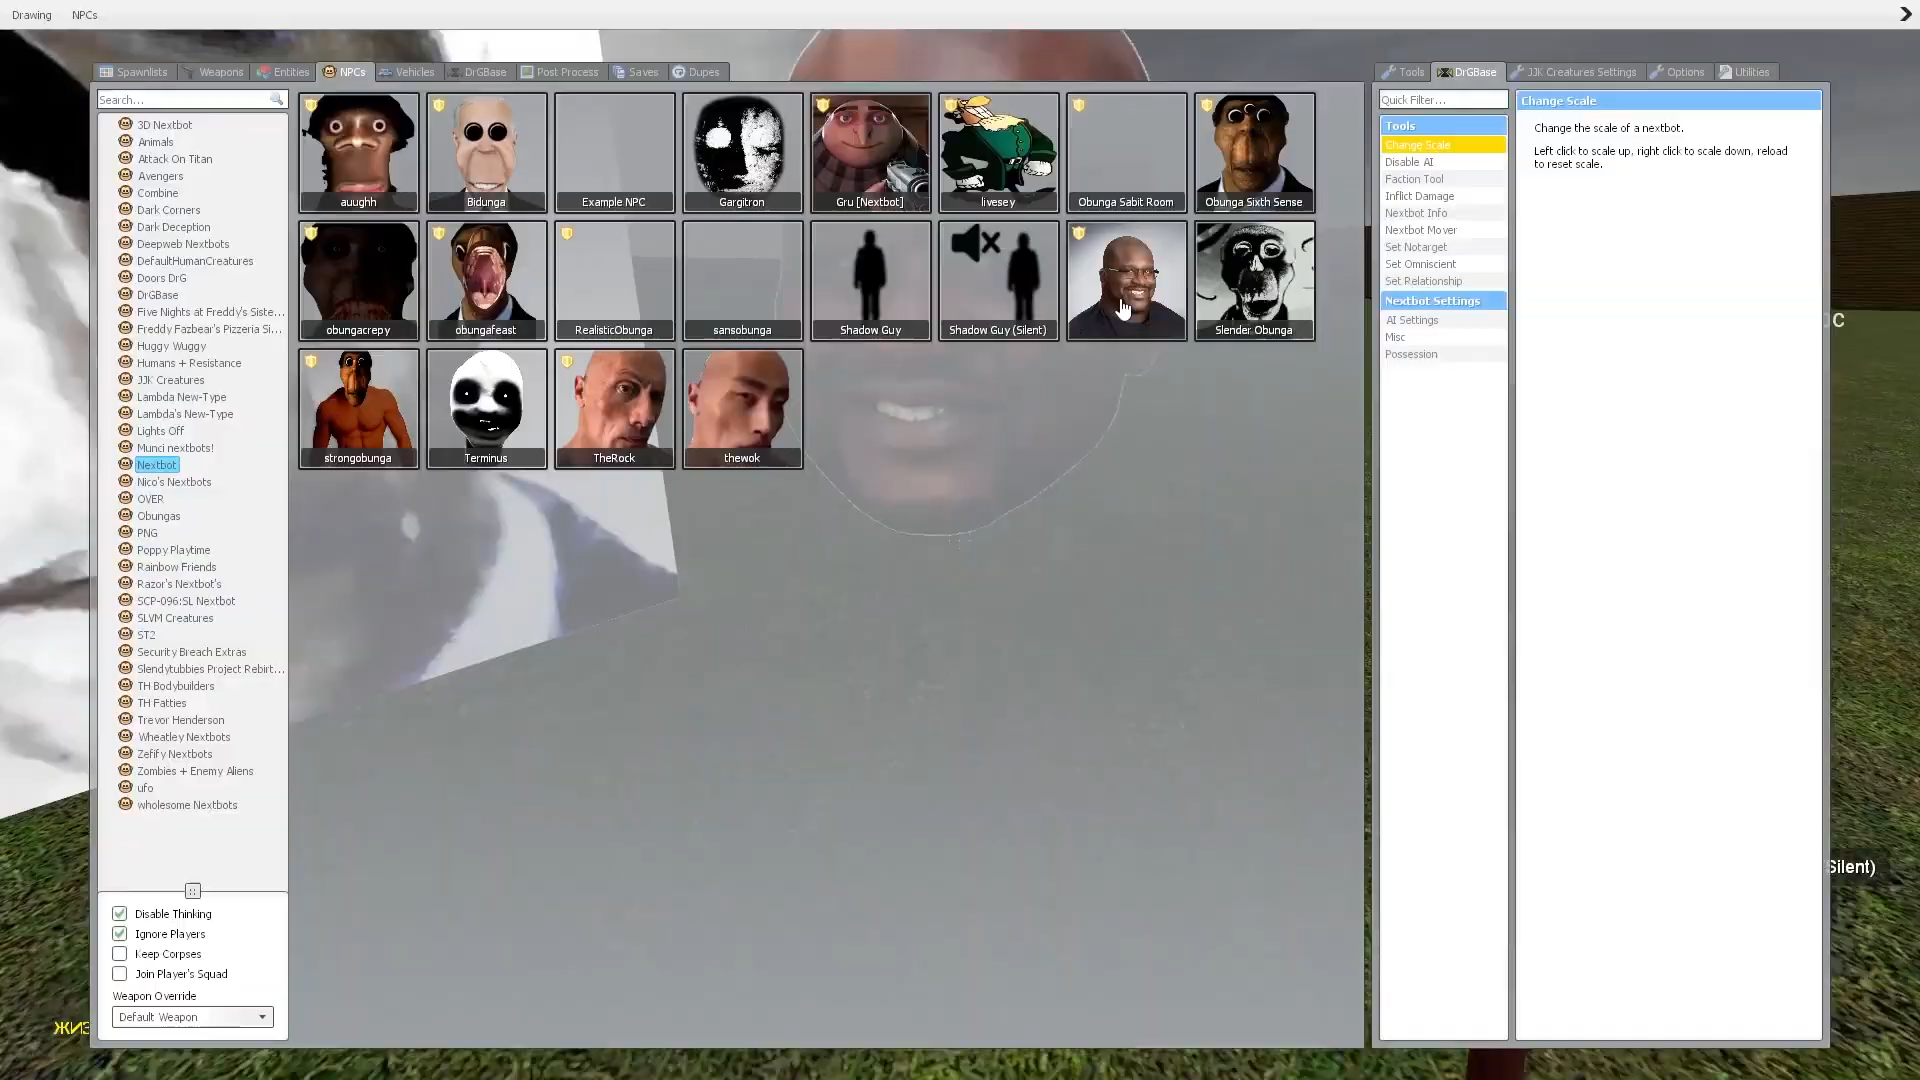 Drawing NPCs
Spawnlists Weapons Entities NPCs Vehicles DrGBase Post Process Saves Dupes
Search...
3D Nextbot
Animals
Attack On Titan
Avengers
Combine
Dark Corners
Dark Deception
Deepweb Nextbots
DefaultHumanCreatures
Doors DrG
DrGBase
Five Nights at Freddy's Siste...
Freddy Fazbear's Pizzeria Si...
Huggy Wuggy
Humans + Resistance
JJK Creatures
Lambda New-Type
Lambda's New-Type
Lights Off
Munci nextbots!
Nextbot
Nico's Nextbots
OVER
Obungas
PNG
Poppy Playtime
Rainbow Friends
Razor's Nextbot's
SCP-096:SL Nextbot
SLVM Creatures
ST2
Security Breach Extras
Slendytubbies Project Rebirt...
TH Bodybuilders
TH Fatties
Trevor Henderson
Wheatley Nextbots
Zefify Nextbots
Zombies + Enemy Aliens
ufo
wholesome Nextbots
Disable Thinking
Ignore Players
Keep Corpses
Join Player's Squad
Weapon Override
Default Weapon
auughh Bidunga Example NPC Gargitron Gru [Nextbot] livesey Obunga Sabit Room Obunga Sixth Sense
obungacrepy obungafeast RealisticObunga sansobunga Shadow Guy Shadow Guy (Silent) Slender Obunga
strongobunga Terminus TheRock thewok
Tools DrGBase JJK Creatures Settings Options Utilities
Quick Filter...
Tools
Change Scale
Disable AI
Faction Tool
Inflict Damage
Nextbot Info
Nextbot Mover
Set Notarget
Set Omniscient
Set Relationship
Nextbot Settings
AI Settings
Misc
Possession
Change Scale
Change the scale of a nextbot.
Left click to scale up, right click to scale down, reload
to reset scale.
Silent)
ЖИЗ